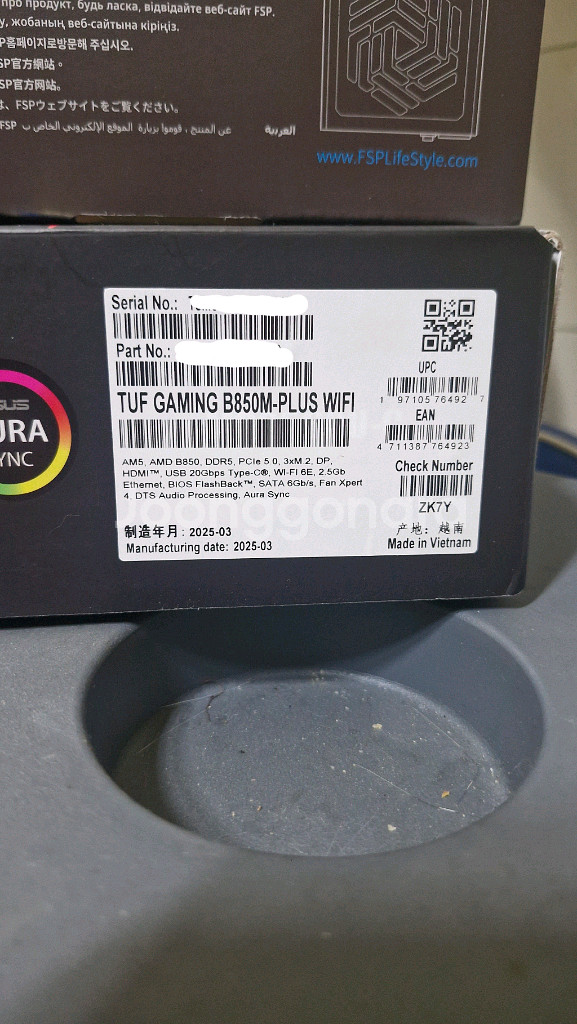 про продукт, будь ласка, відвідайте веб-сайт FSP.
жобаның веб-сайтына кіріңіз.
홈페이지로방문해 주십시오.
SP官方網站。
SP官方网站。
は、FSPウェブサイトをご覧ください。
عن المنتج ، قوموا بزيارة الموقع الإلكتروني الخاص ب FSP
العربية
www.FSPLifeStyle.com
Serial No.:
Part No.:
TUF GAMING B850M-PLUS WIFI
AM5, AMD B850, DDR5, PCIe 5.0, 3xM.2, DP,
HDMI™, USB 20Gbps Type-C®, WI-FI 6E, 2.5Gb
Ethernet, BIOS FlashBack™, SATA 6Gb/s, Fan Xpert
4, DTS Audio Processing, Aura Sync
制造年月: 2025-03
Manufacturing date: 2025-03
UPC
1 97105 76492 7
EAN
4 711387 764923
Check Number
ZK7Y
产地: 越南
Made in Vietnam
URA
YNC
Joonggonara